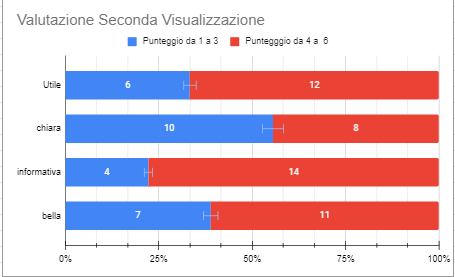 Valutazione Seconda Visualizzazione
Punteggio da 1 a 3 Puntegggio da 4 a 6
Utile 6 12
chiara 10 8
informativa 4 14
bella 7 11
0% 25% 50% 75% 100%